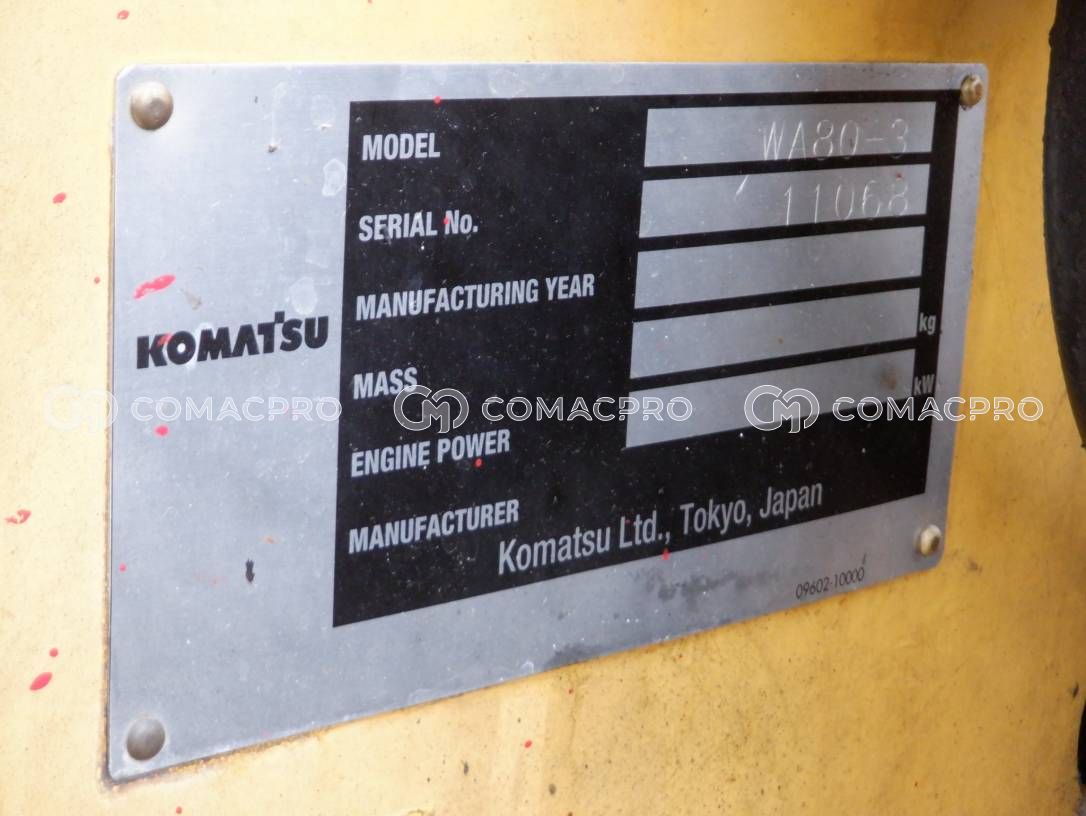 MODEL WA80-3
SERIAL No. 11068
MANUFACTURING YEAR
KOMATSU
MASS kg
ENGINE POWER kW
COMACPRO COMACPRO COMACPRO
MANUFACTURER Komatsu Ltd., Tokyo, Japan
09602-10000